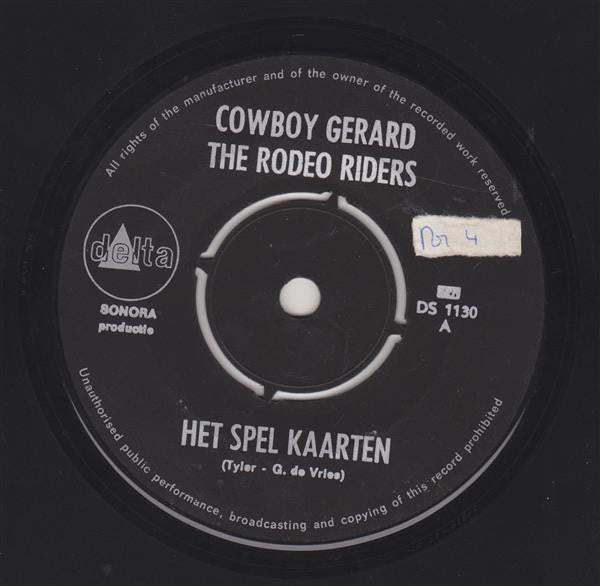 All rights of the manufacturer and of the owner of the recorded work reserved
COWBOY GERARD
THE RODEO RIDERS
delta
SONORA
productie
4
DS 1130
A
HET SPEL KAARTEN
(Tyler - G. de Vries)
Unauthorised public performance, broadcasting and copying of this record prohibited